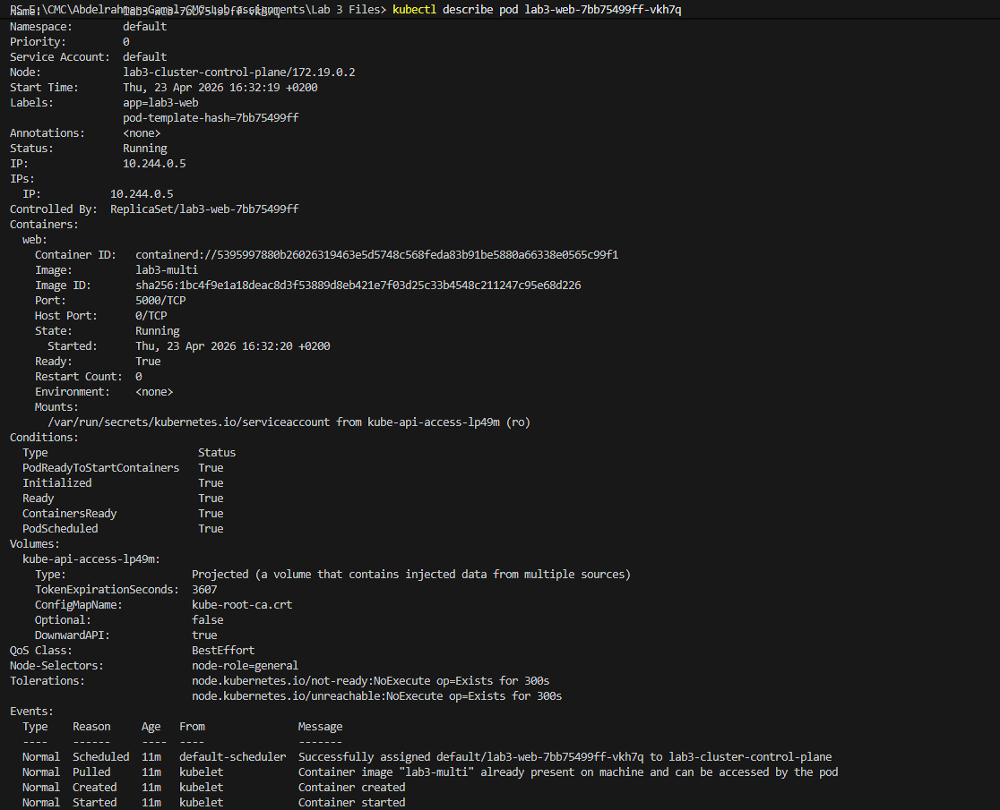 PS E:\CMC\Abdelrahman-Gamal-CMC-lab-assignments\Lab 3 Files> kubectl describe pod lab3-web-7bb75499ff-vkh7q
Name: lab3-web-7bb75499ff-vkh7q
Namespace: default
Priority: 0
Service Account: default
Node: lab3-cluster-control-plane/172.19.0.2
Start Time: Thu, 23 Apr 2026 16:32:19 +0200
Labels: app=lab3-web
pod-template-hash=7bb75499ff
Annotations: <none>
Status: Running
IP: 10.244.0.5
IPs:
IP: 10.244.0.5
Controlled By: ReplicaSet/lab3-web-7bb75499ff
Containers:
web:
Container ID: containerd://5395997880b26026319463e5d5748c568feda83b91be5880a66338e0565c99f1
Image: lab3-multi
Image ID: sha256:1bc4f9e1a18deac8d3f53889d8eb421e7f03d25c33b4548c211247c95e68d226
Port: 5000/TCP
Host Port: 0/TCP
State: Running
Started: Thu, 23 Apr 2026 16:32:20 +0200
Ready: True
Restart Count: 0
Environment: <none>
Mounts:
/var/run/secrets/kubernetes.io/serviceaccount from kube-api-access-lp49m (ro)
Conditions:
Type Status
PodReadyToStartContainers True
Initialized True
Ready True
ContainersReady True
PodScheduled True
Volumes:
kube-api-access-lp49m:
Type: Projected (a volume that contains injected data from multiple sources)
TokenExpirationSeconds: 3607
ConfigMapName: kube-root-ca.crt
Optional: false
DownwardAPI: true
QoS Class: BestEffort
Node-Selectors: node-role=general
Tolerations: node.kubernetes.io/not-ready:NoExecute op=Exists for 300s
node.kubernetes.io/unreachable:NoExecute op=Exists for 300s
Events:
Type Reason Age From Message
---- ------ ---- ---- -------
Normal Scheduled 11m default-scheduler Successfully assigned default/lab3-web-7bb75499ff-vkh7q to lab3-cluster-control-plane
Normal Pulled 11m kubelet Container image "lab3-multi" already present on machine and can be accessed by the pod
Normal Created 11m kubelet Container created
Normal Started 11m kubelet Container started